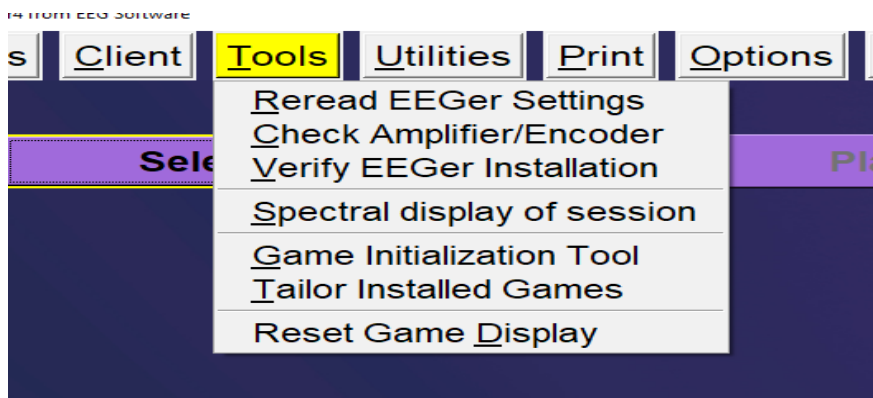 from EEG Software
s Client Tools Utilities Print Options
Reread EEGer Settings
Check Amplifier/Encoder
Verify EEGer Installation
Spectral display of session
Game Initialization Tool
Tailor Installed Games
Reset Game Display